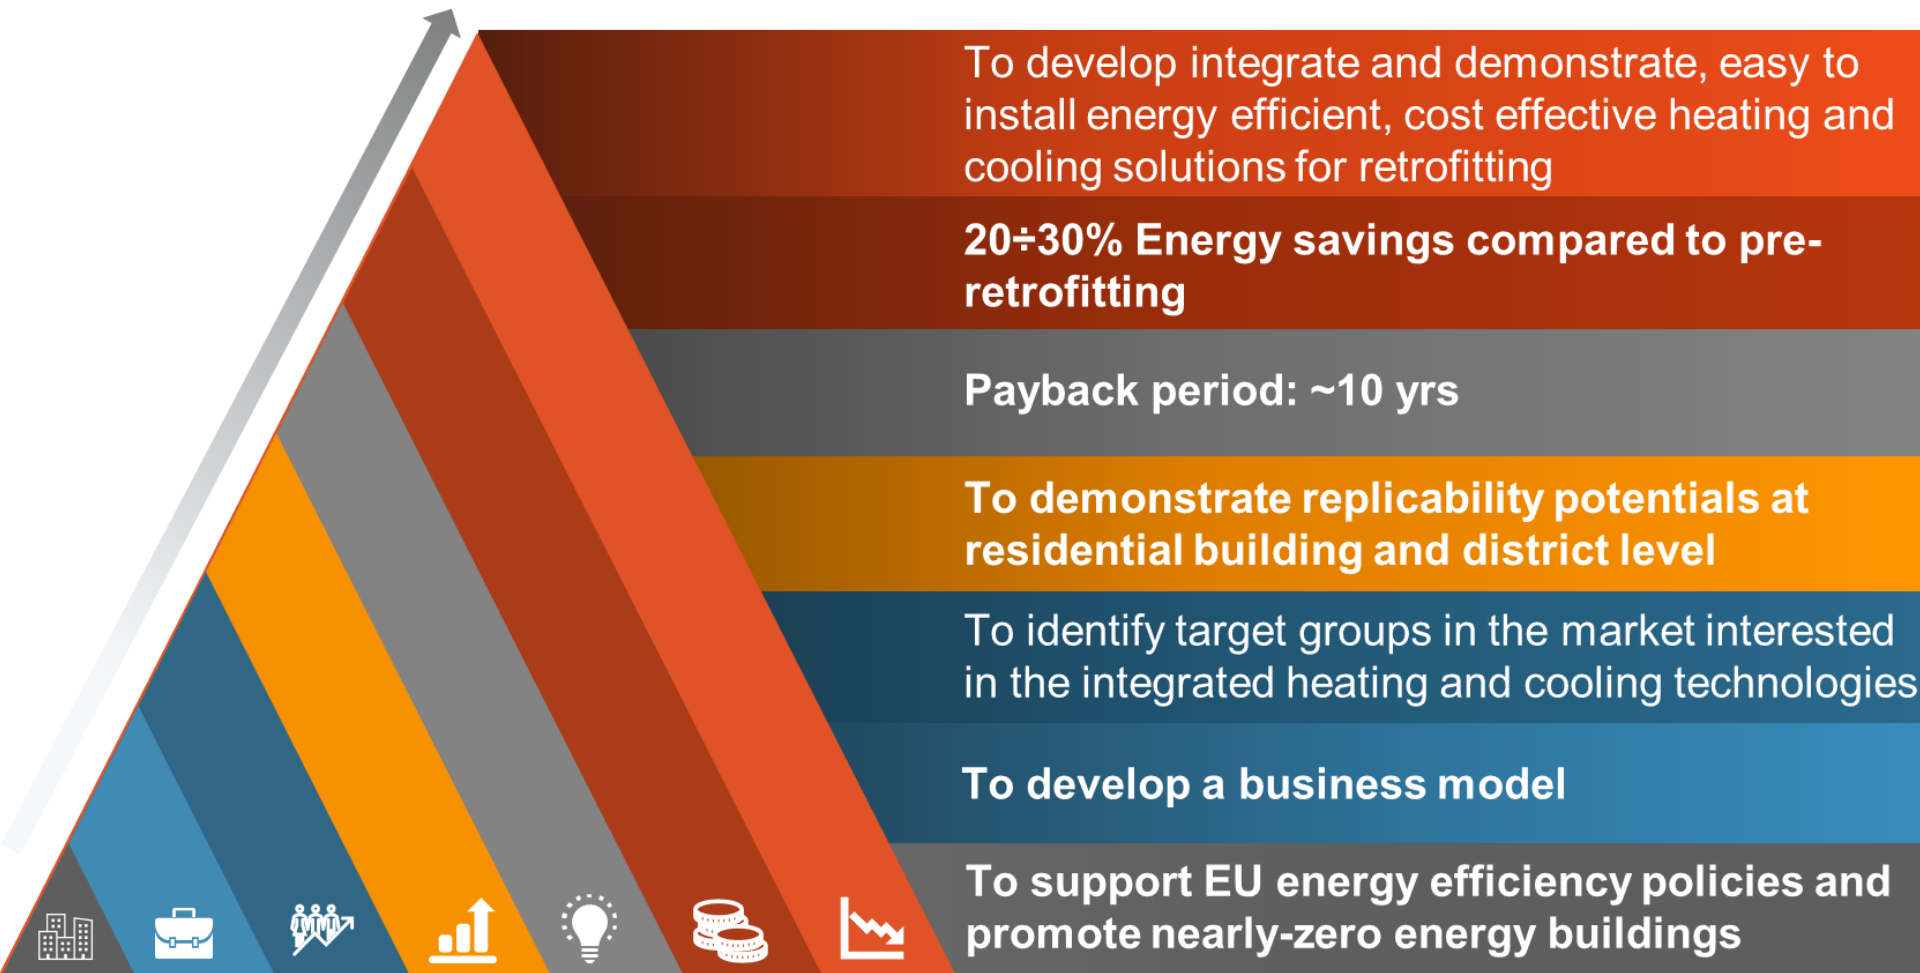 To develop integrate and demonstrate, easy to
install energy efficient, cost effective heating and
cooling solutions for retrofitting
20÷30% Energy savings compared to pre-
retrofitting
Payback period: ~10 yrs
To demonstrate replicability potentials at
residential building and district level
To identify target groups in the market interested
in the integrated heating and cooling technologies
To develop a business model
To support EU energy efficiency policies and
promote nearly-zero energy buildings